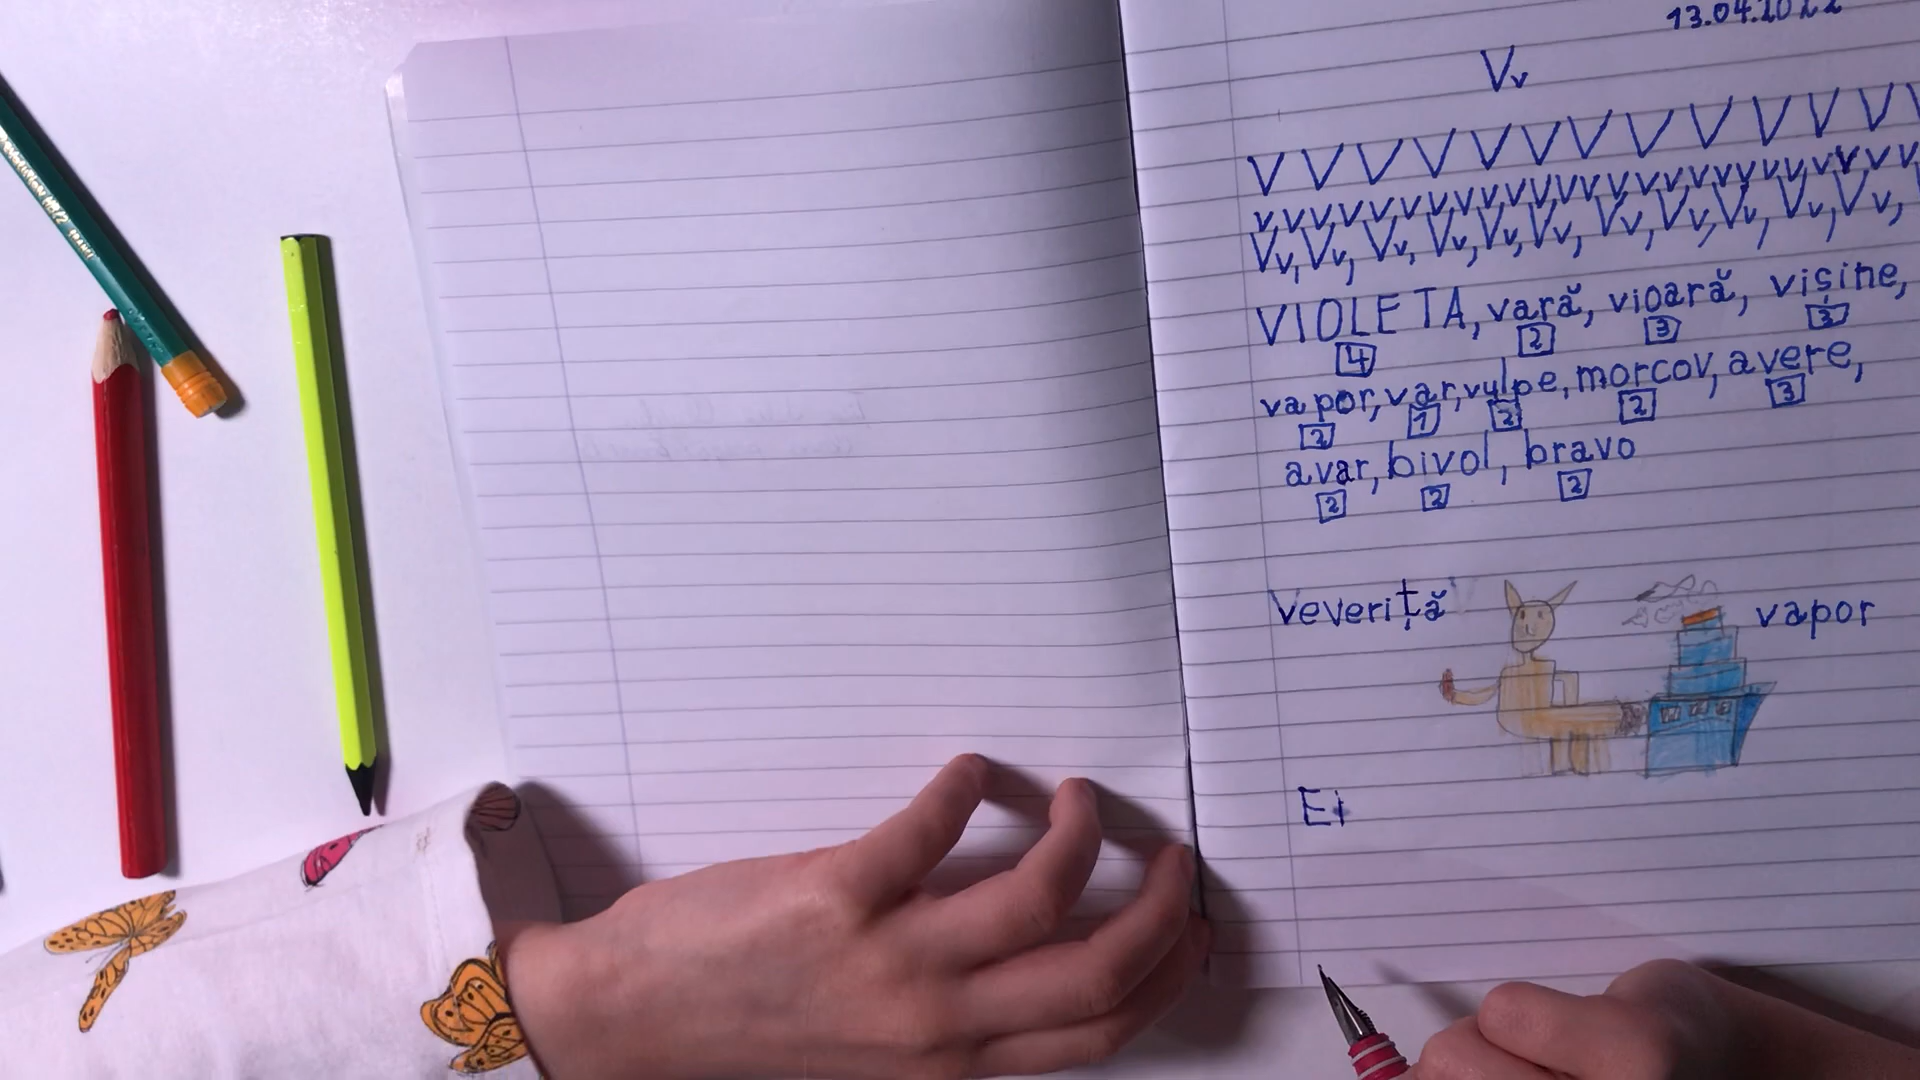 13.04.2022
Vv
V V V V V V V V V V V V
v v v v v v v v v v v v v v v v v v v v v v v v
Vv, Vv, Vv, Vv, Vv, Vv, Vv, Vv, Vv, Vv, Vv,
VIOLETA, vară, vioară, vișine,
4 2 3 3
vapor, var, vulpe, morcov, avere,
2 1 2 2 3
avar, bivol, bravo
2 2 2
veveriță vapor
Ei